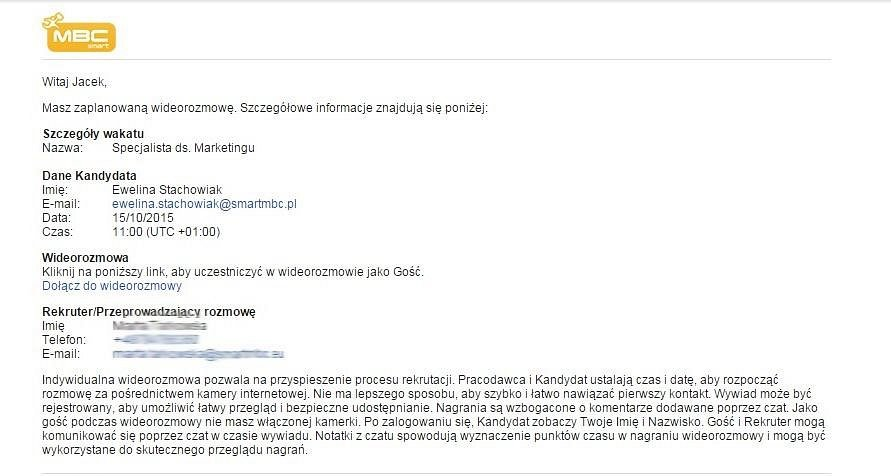 MBC
smart
Witaj Jacek,
Masz zaplanowaną wideorozmowę. Szczegółowe informacje znajdują się poniżej:
Szczegóły wakatu
Nazwa: Specjalista ds. Marketingu
Dane Kandydata
Imię: Ewelina Stachowiak
E-mail: ewelina.stachowiak@smartmbc.pl
Data: 15/10/2015
Czas: 11:00 (UTC +01:00)
Wideorozmowa
Kliknij na poniższy link, aby uczestniczyć w wideorozmowie jako Gość.
Dołącz do wideorozmowy
Rekruter/Przeprowadzający rozmowę
Imię
Telefon:
E-mail:
Indywidualna wideorozmowa pozwala na przyspieszenie procesu rekrutacji. Pracodawca i Kandydat ustalają czas i datę, aby rozpocząć
rozmowę za pośrednictwem kamery internetowej. Nie ma lepszego sposobu, aby szybko i łatwo nawiązać pierwszy kontakt. Wywiad może być
rejestrowany, aby umożliwić łatwy przegląd i bezpieczne udostępnianie. Nagrania są wzbogacone o komentarze dodawane poprzez czat. Jako
gość podczas wideorozmowy nie masz włączonej kamerki. Po zalogowaniu się, Kandydat zobaczy Twoje Imię i Nazwisko. Gość i Rekruter mogą
komunikować się poprzez czat w czasie wywiadu. Notatki z czatu spowodują wyznaczenie punktów czasu w nagraniu wideorozmowy i mogą być
wykorzystane do skutecznego przeglądu nagrań.